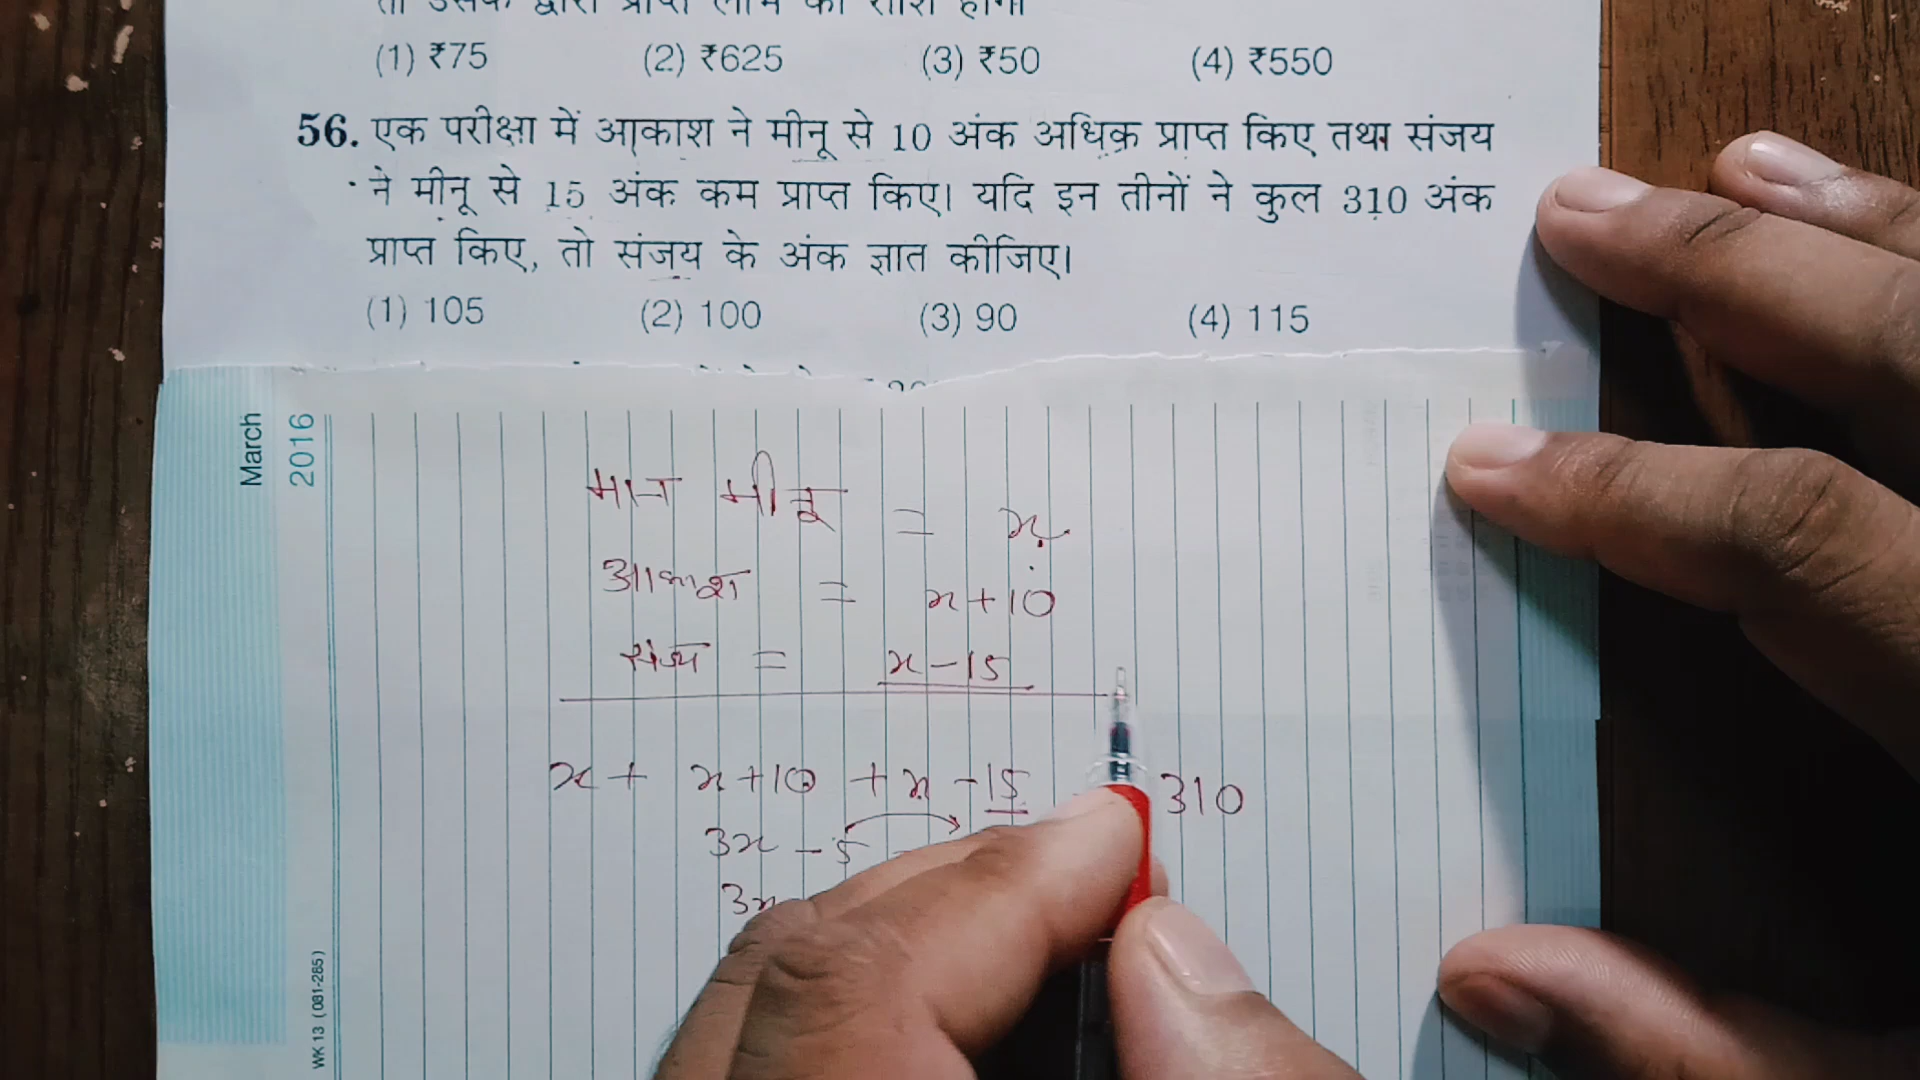 (1) ₹75 (2) ₹625 (3) ₹50 (4) ₹550
56. एक परीक्षा में आकाश ने मीनू से 10 अंक अधिक प्राप्त किए तथा संजय
ने मीनू से 15 अंक कम प्राप्त किए। यदि इन तीनों ने कुल 310 अंक
प्राप्त किए, तो संजय के अंक ज्ञात कीजिए।
(1) 105 (2) 100 (3) 90 (4) 115
March
2016
मान मीनू = x
आकाश = x+10
संजय = x-15
x + x+10 + x -15 310
3x - 5
3x
WK 13 (081-285)